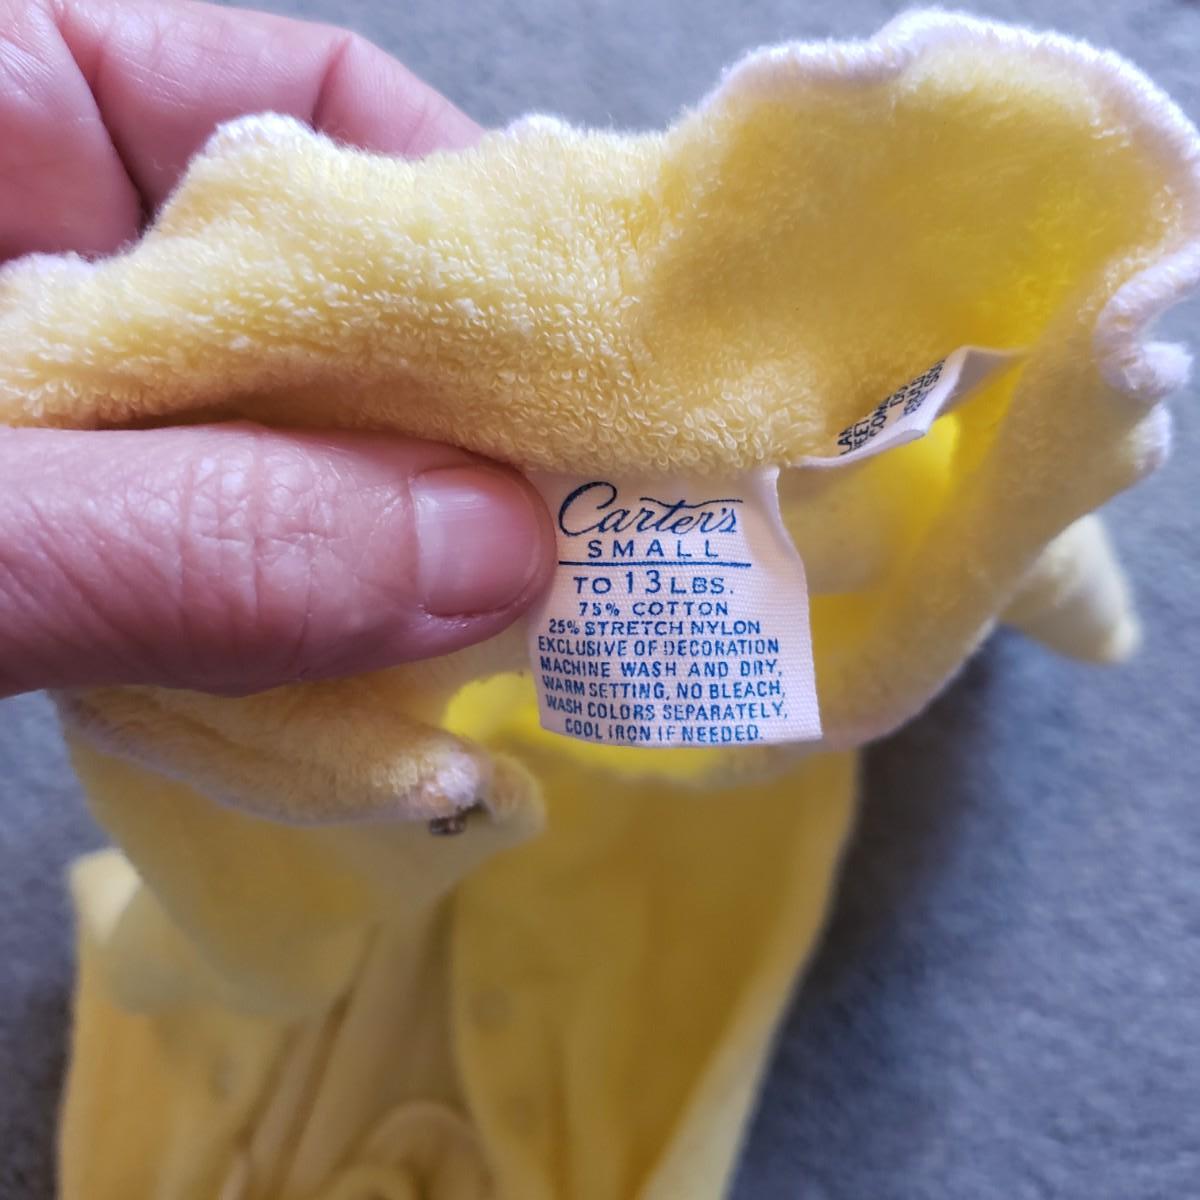 Carter's
SMALL
TO 13 LBS.
75% COTTON
25% STRETCH NYLON
EXCLUSIVE OF DECORATION
MACHINE WASH AND DRY,
WARM SETTING, NO BLEACH,
WASH COLORS SEPARATELY,
COOL IRON IF NEEDED.